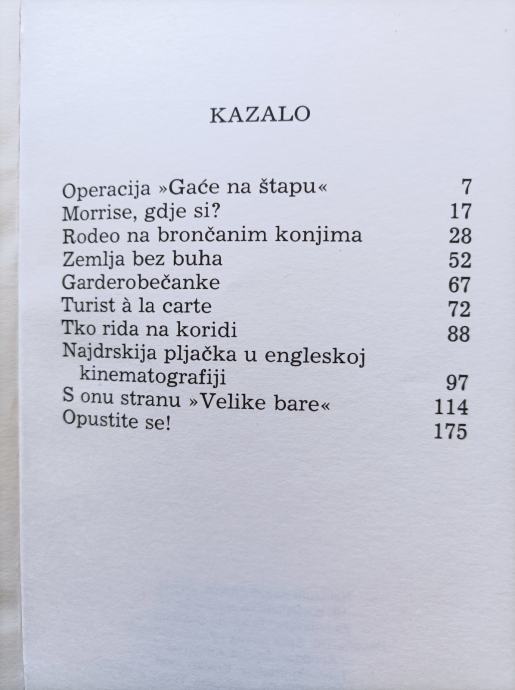 KAZALO
Operacija »Gaće na štapu« 7
Morrise, gdje si? 17
Rodeo na brončanim konjima 28
Zemlja bez buha 52
Garderobečanke 67
Turist à la carte 72
Tko rida na koridi 88
Najdrskija pljačka u engleskoj
kinematografiji 97
S onu stranu »Velike bare« 114
Opustite se! 175